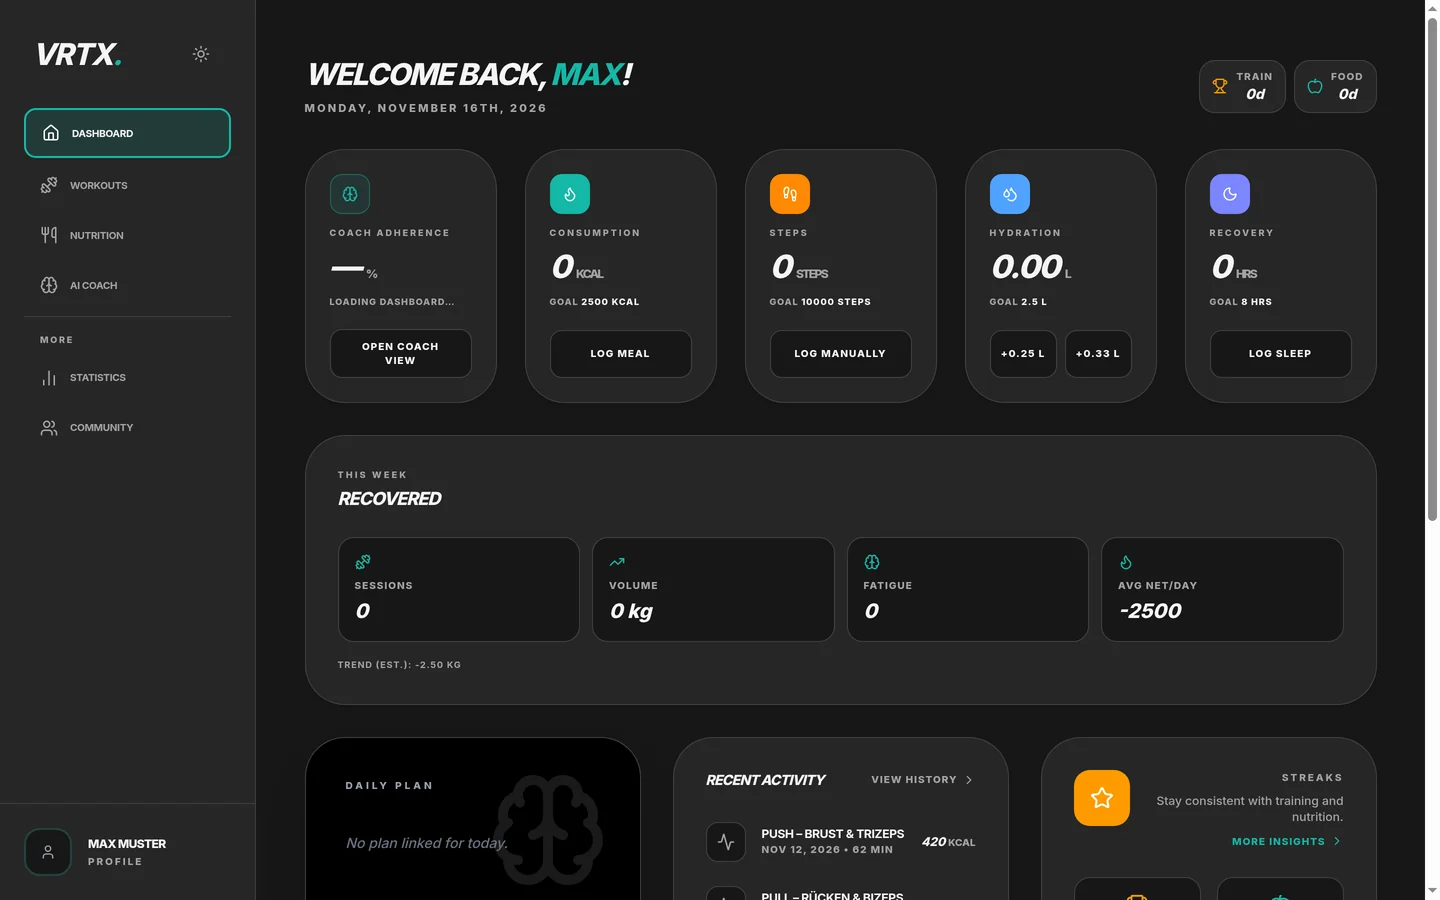 VRTX.
DASHBOARD
WORKOUTS
NUTRITION
AI COACH
MORE
STATISTICS
COMMUNITY
MAX MUSTER
PROFILE
WELCOME BACK, MAX!
MONDAY, NOVEMBER 16TH, 2026
TRAIN
0d
FOOD
0d
COACH ADHERENCE
—%
LOADING DASHBOARD...
OPEN COACH
VIEW
CONSUMPTION
0 KCAL
GOAL 2500 KCAL
LOG MEAL
STEPS
0 STEPS
GOAL 10000 STEPS
LOG MANUALLY
HYDRATION
0.00 L
GOAL 2.5 L
+0.25 L
+0.33 L
RECOVERY
0 HRS
GOAL 8 HRS
LOG SLEEP
THIS WEEK
RECOVERED
SESSIONS
0
VOLUME
0 kg
FATIGUE
0
AVG NET/DAY
-2500
TREND (EST.): -2.50 KG
DAILY PLAN
No plan linked for today.
RECENT ACTIVITY
VIEW HISTORY
PUSH – BRUST & TRIZEPS
NOV 12, 2026 • 62 MIN
420 KCAL
PULL – RÜCKEN & BIZEPS
STREAKS
Stay consistent with training and
nutrition.
MORE INSIGHTS